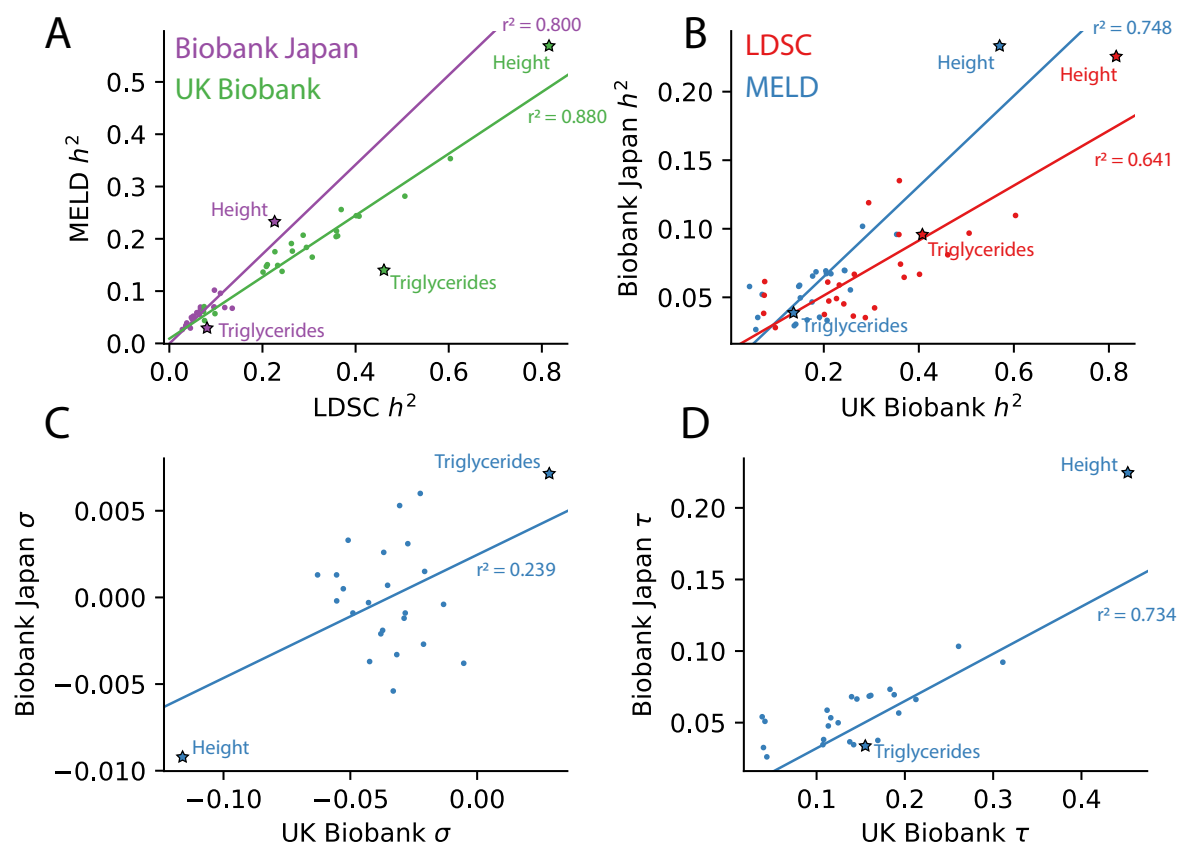 A
Biobank Japan
UK Biobank
r² = 0.800
Height
r² = 0.880
Height
Triglycerides
Triglycerides
0.5
0.4
0.3
0.2
0.1
0.0
MELD h²
0.0
0.2
0.4
0.6
0.8
LDSC h²
B
LDSC
MELD
r² = 0.748
Height
Height
r² = 0.641
Triglycerides
Triglycerides
0.20
0.15
0.10
0.05
Biobank Japan h²
0.2
0.4
0.6
0.8
UK Biobank h²
C
Triglycerides
r² = 0.239
Height
0.005
0.000
−0.005
−0.010
Biobank Japan σ
−0.10
−0.05
0.00
UK Biobank σ
D
Height
r² = 0.734
Triglycerides
0.20
0.15
0.10
0.05
Biobank Japan τ
0.1
0.2
0.3
0.4
UK Biobank τ